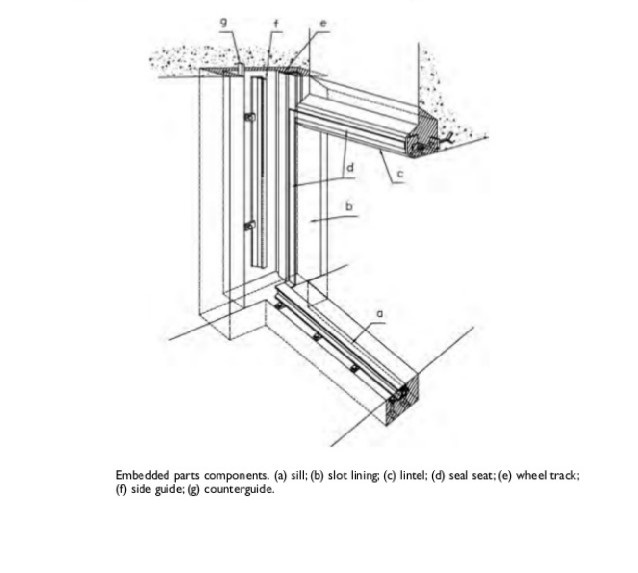 g f e
d c
b
a
Embedded parts components. (a) sill; (b) slot lining; (c) lintel; (d) seal seat; (e) wheel track;
(f) side guide; (g) counterguide.